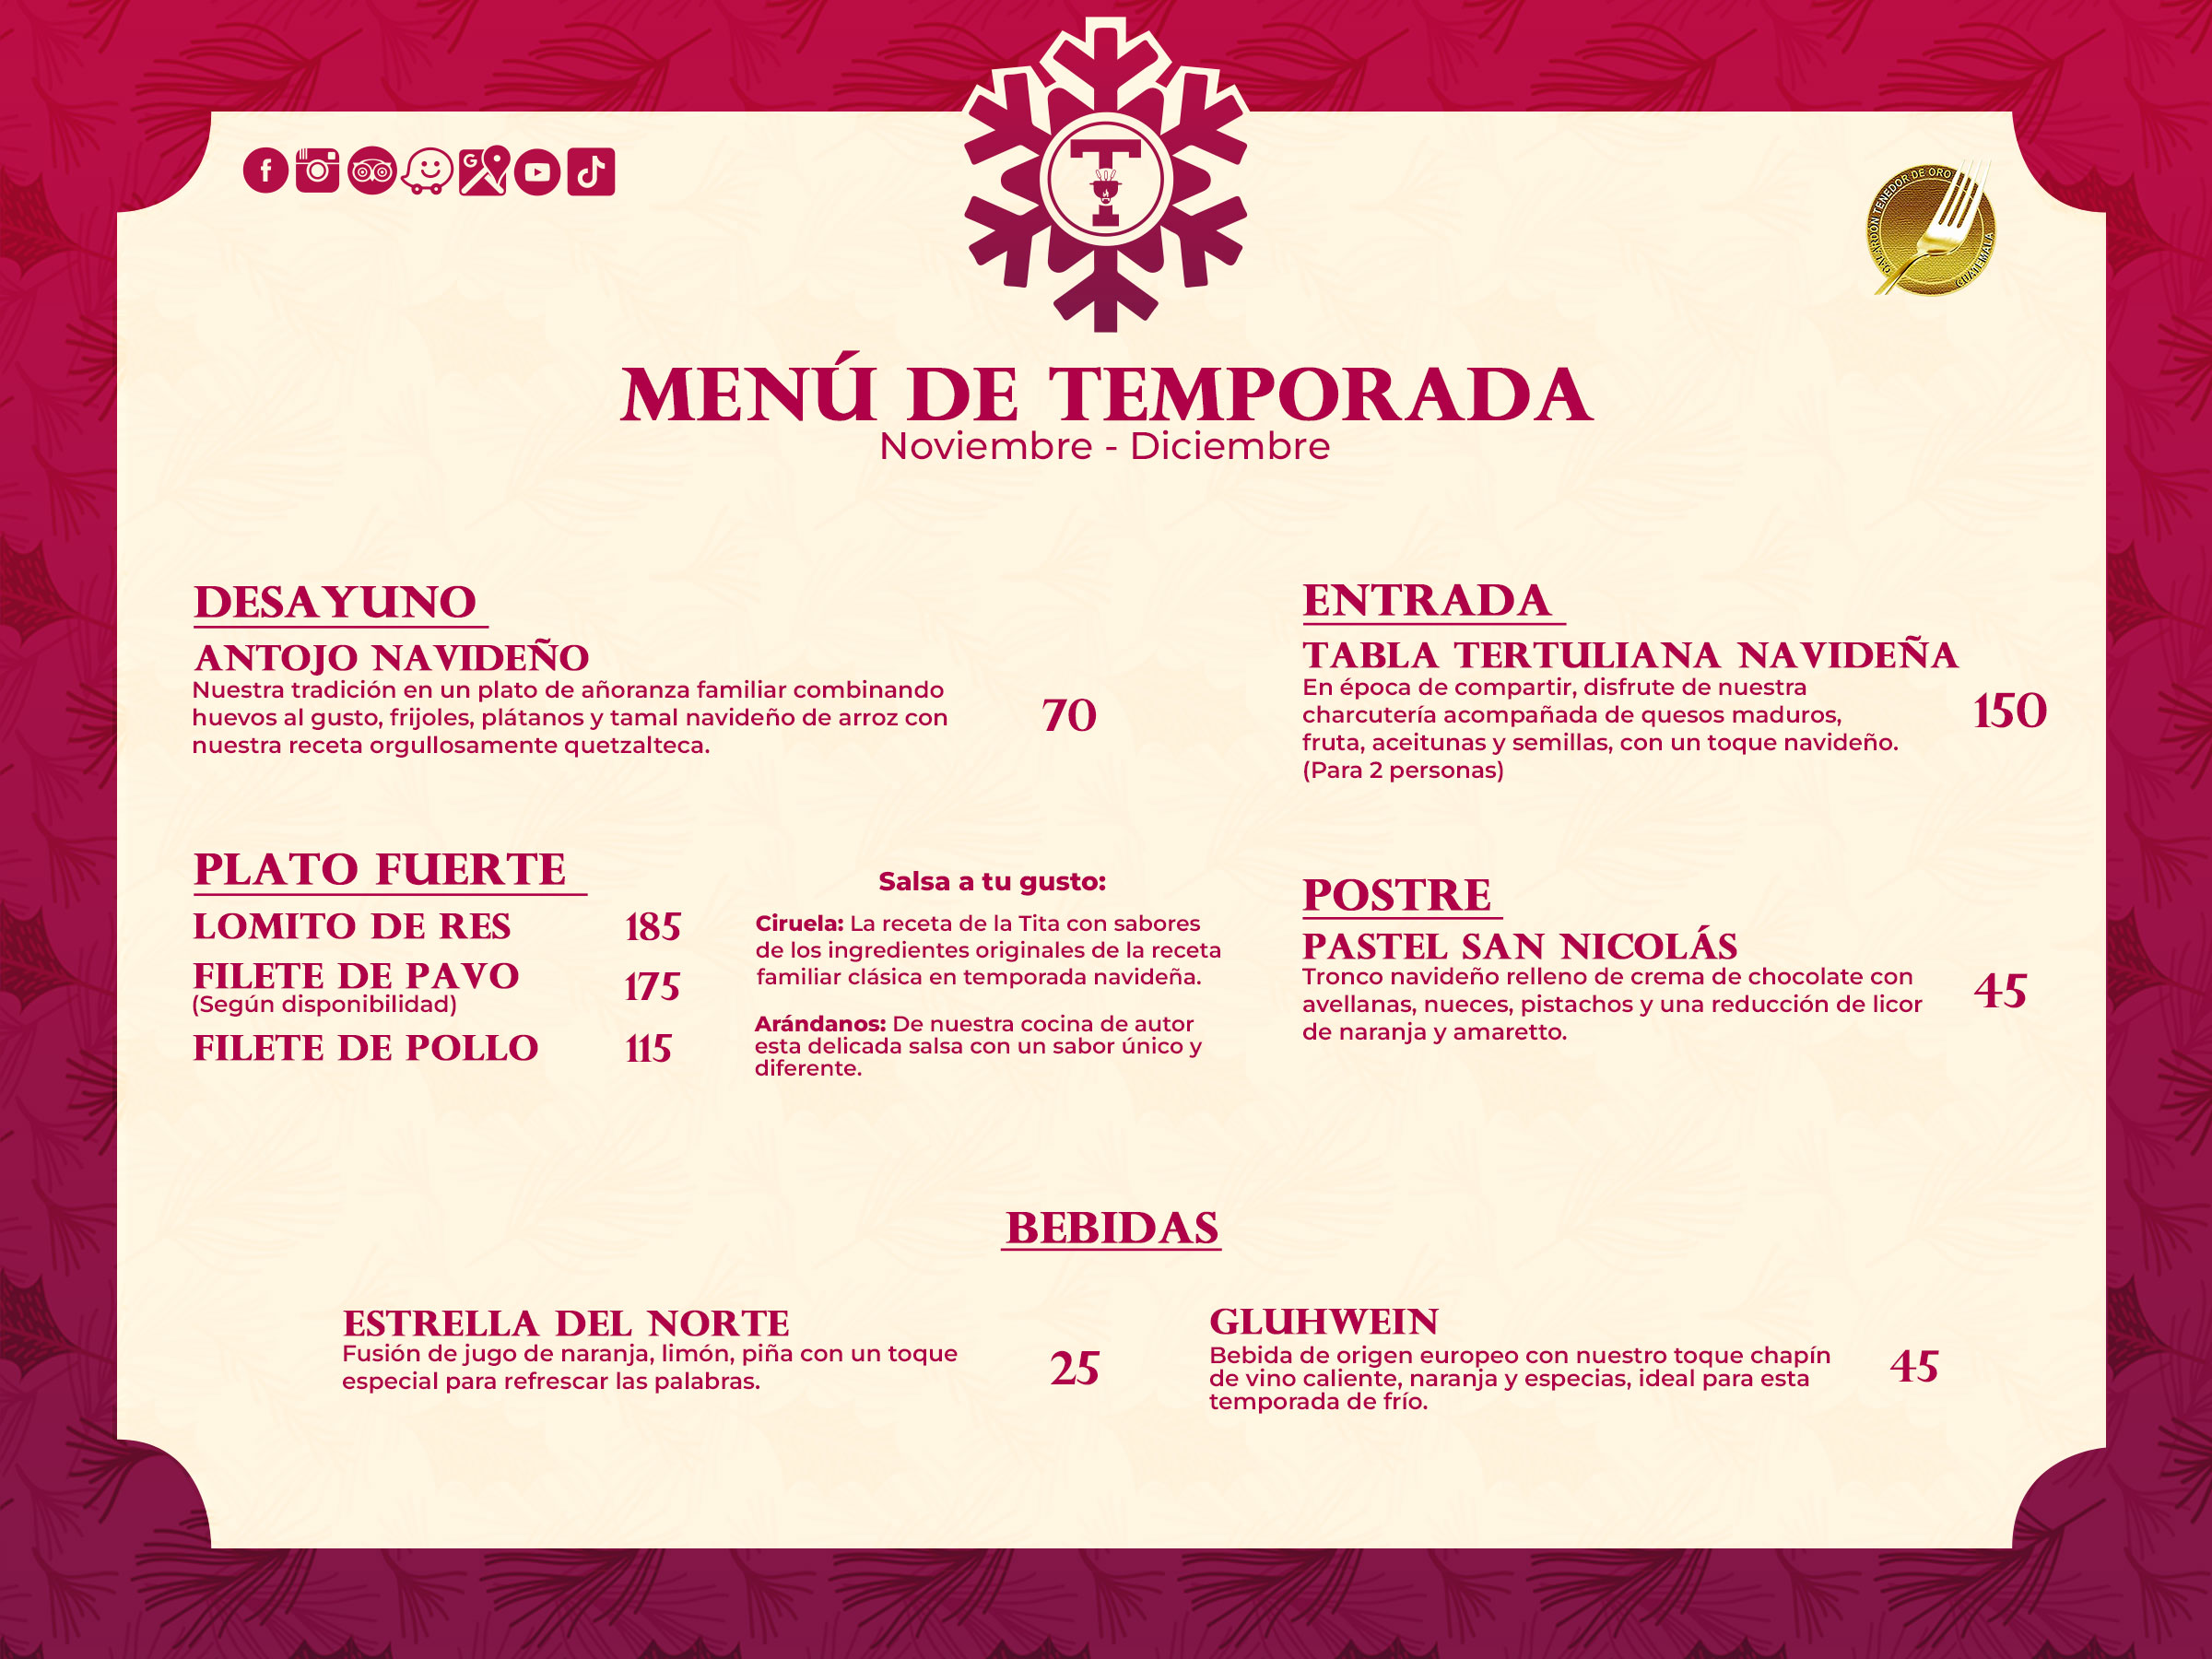 GALARDON TENEDOR DE ORO
GUATEMALA
MENÚ DE TEMPORADA
Noviembre - Diciembre
DESAYUNO
ANTOJO NAVIDEÑO
Nuestra tradición en un plato de añoranza familiar combinando
huevos al gusto, frijoles, plátanos y tamal navideño de arroz con
nuestra receta orgullosamente quetzalteca.
70
ENTRADA
TABLA TERTULIANA NAVIDEÑA
En época de compartir, disfrute de nuestra
charcutería acompañada de quesos maduros,
fruta, aceitunas y semillas, con un toque navideño.
(Para 2 personas)
150
PLATO FUERTE
LOMITO DE RES 185
FILETE DE PAVO 175
(Según disponibilidad)
FILETE DE POLLO 115
Salsa a tu gusto:
Ciruela: La receta de la Tita con sabores
de los ingredientes originales de la receta
familiar clásica en temporada navideña.
Arándanos: De nuestra cocina de autor
esta delicada salsa con un sabor único y
diferente.
POSTRE
PASTEL SAN NICOLÁS
Tronco navideño relleno de crema de chocolate con
avellanas, nueces, pistachos y una reducción de licor
de naranja y amaretto.
45
BEBIDAS
ESTRELLA DEL NORTE
Fusión de jugo de naranja, limón, piña con un toque
especial para refrescar las palabras.
25
GLUHWEIN
Bebida de origen europeo con nuestro toque chapín
de vino caliente, naranja y especias, ideal para esta
temporada de frío.
45